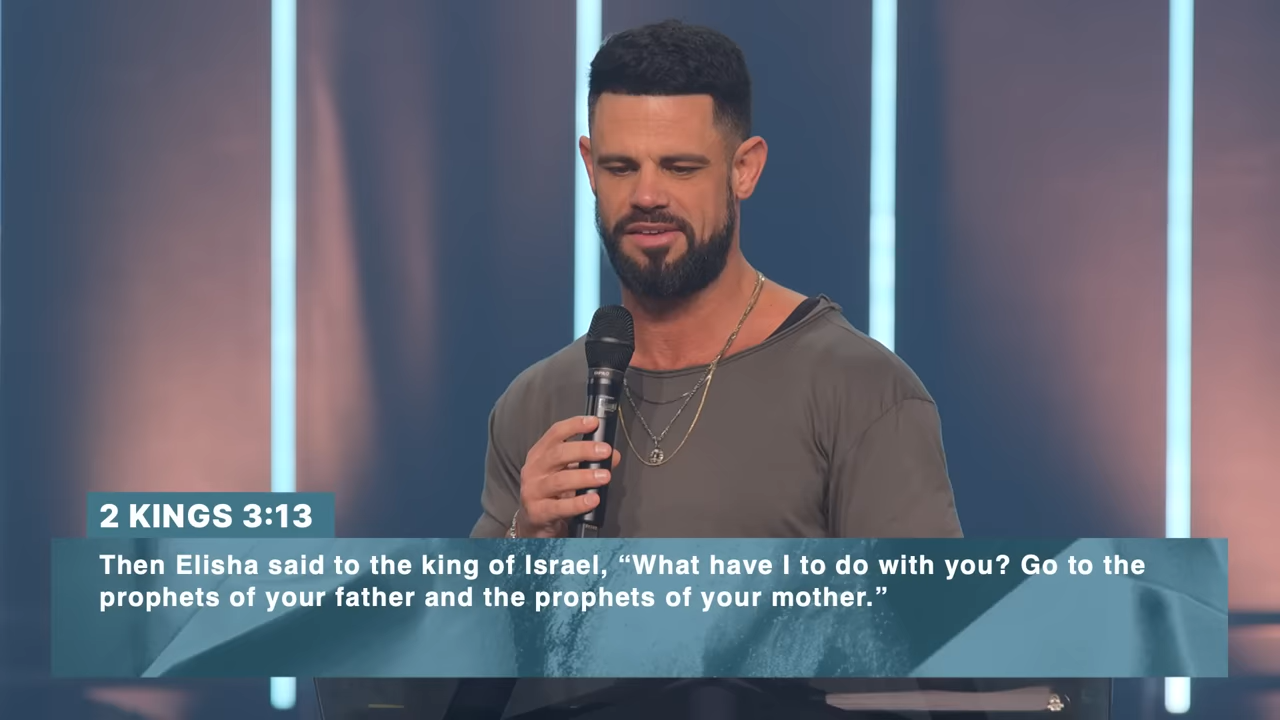 2 KINGS 3:13
Then Elisha said to the king of Israel, “What have I to do with you? Go to the
prophets of your father and the prophets of your mother.”